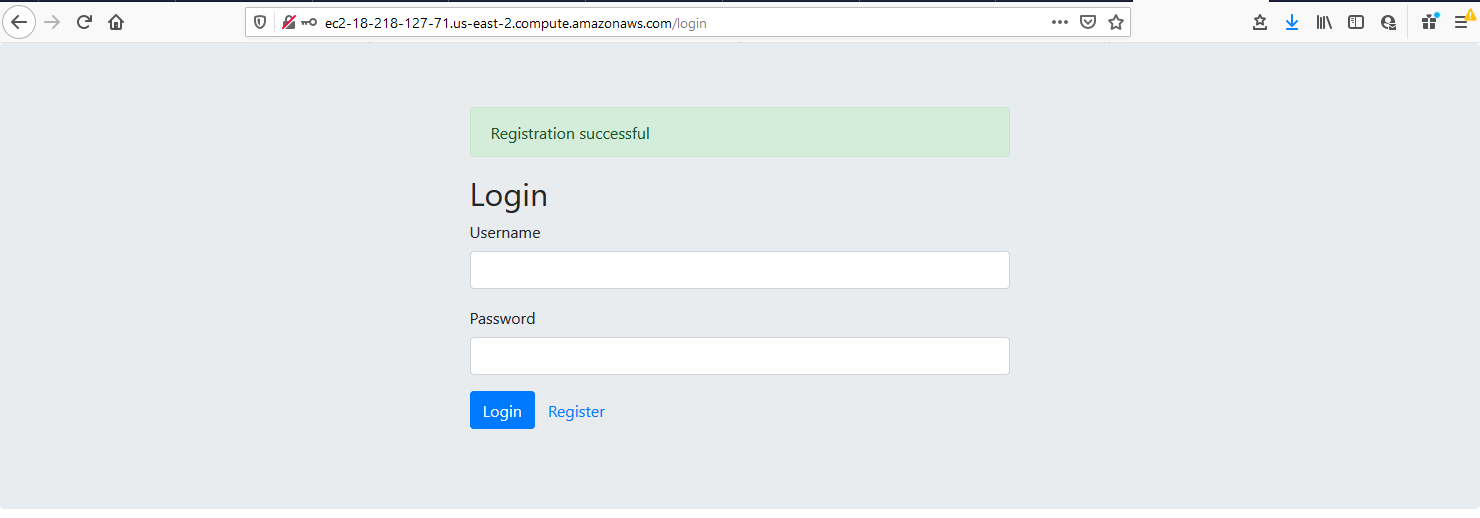 ec2-18-218-127-71.us-east-2.compute.amazonaws.com/login
Registration successful
Login
Username
Password
Login Register